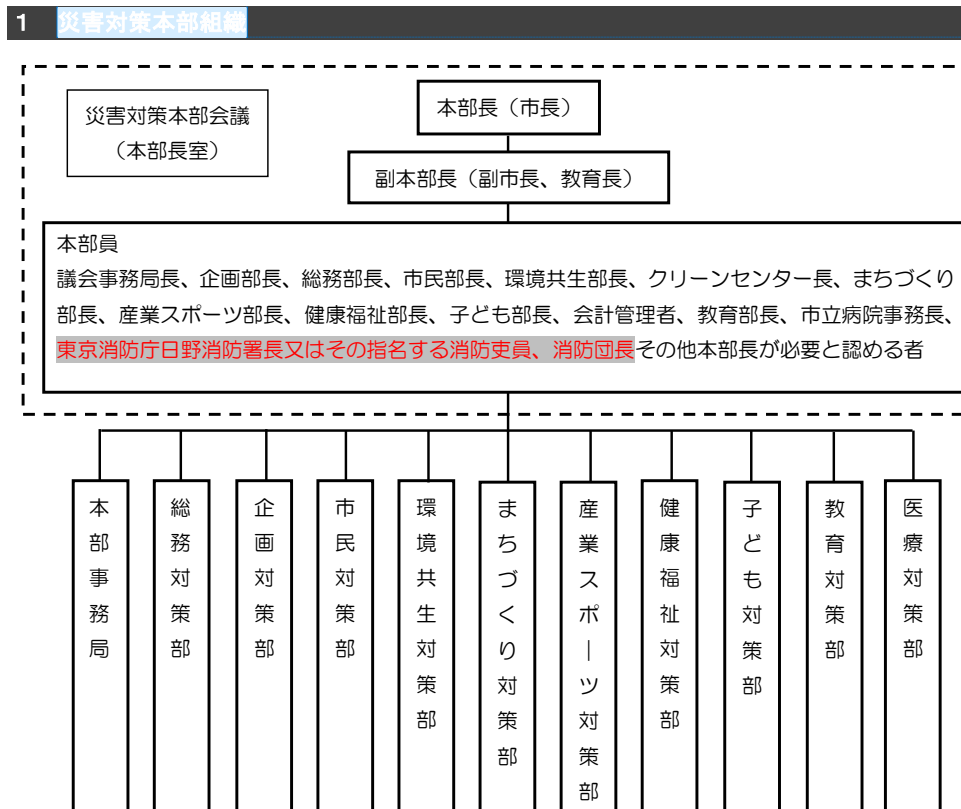 1 災害対策本部組織
災害対策本部会議
（本部長室）
本部長（市長）
副本部長（副市長、教育長）
本部員
議会事務局長、企画部長、総務部長、市民部長、環境共生部長、クリーンセンター長、まちづくり
部長、産業スポーツ部長、健康福祉部長、子ども部長、会計管理者、教育部長、市立病院事務長、
東京消防庁日野消防署長又はその指名する消防吏員、消防団長その他本部長が必要と認める者
本部事務局
総務対策部
企画対策部
市民対策部
環境共生対策部
まちづくり対策部
産業スポーツ対策部
健康福祉対策部
子ども対策部
教育対策部
医療対策部